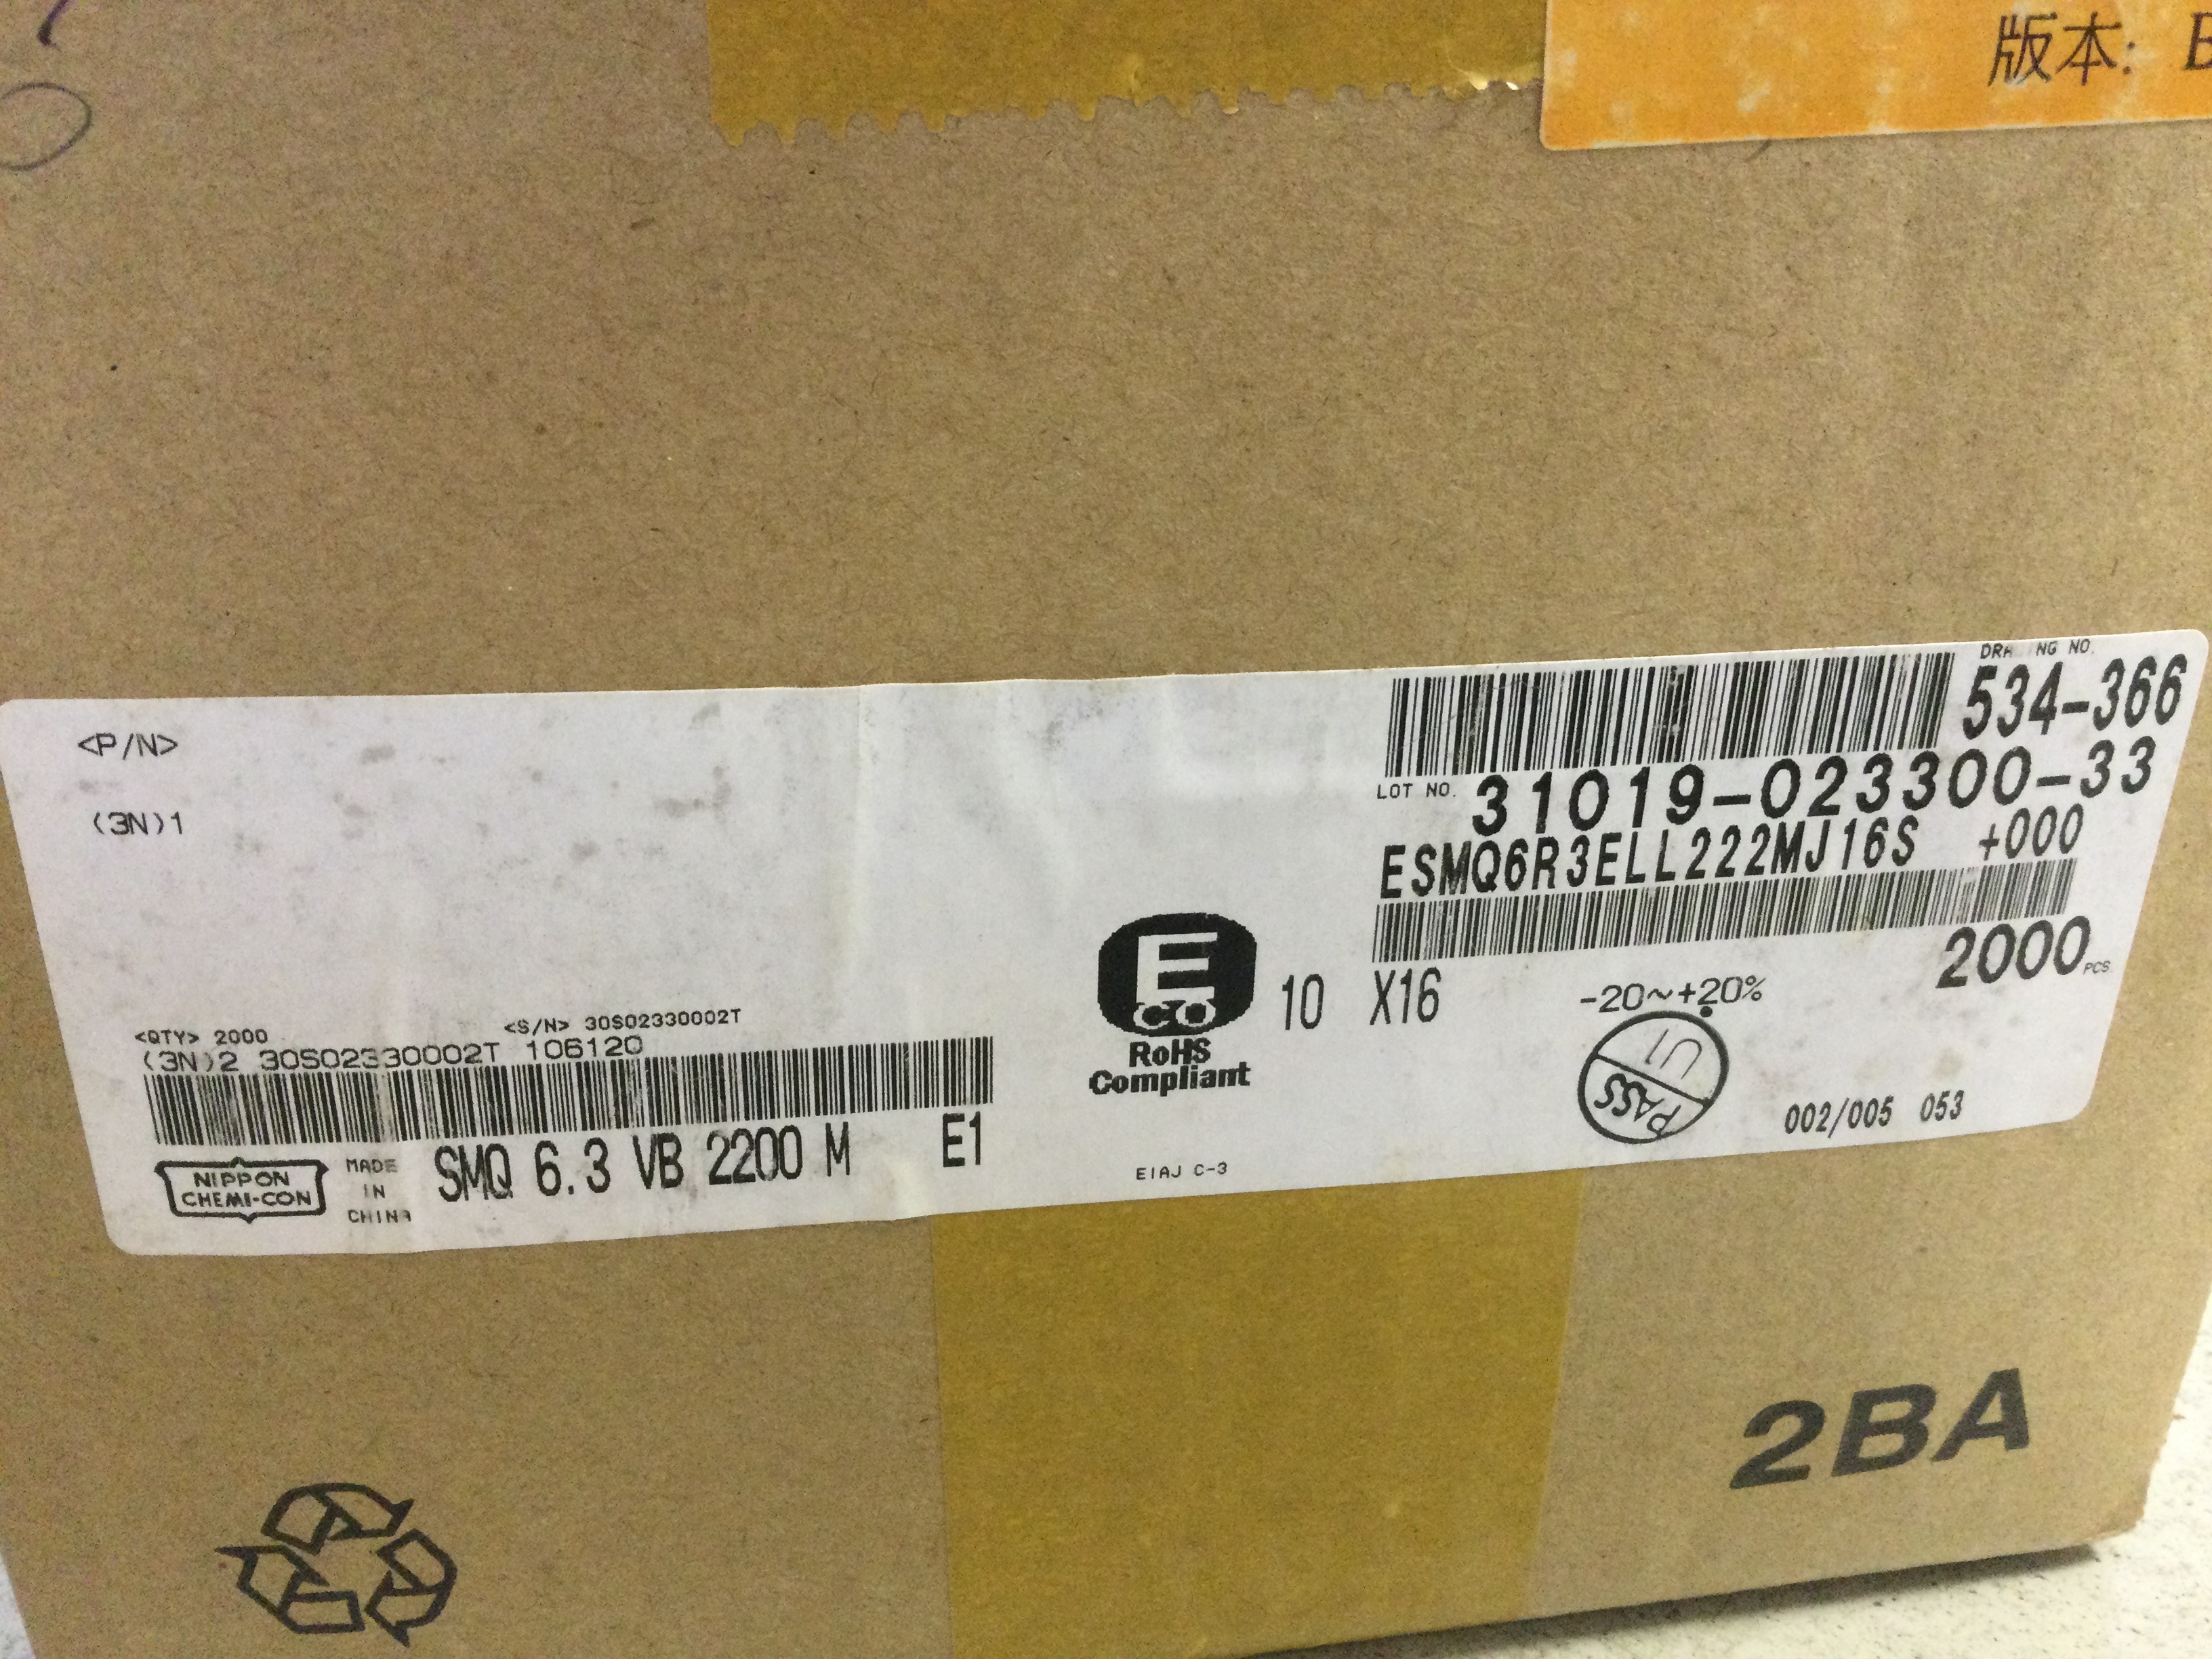 版本:
DRA NG NO.
534-366
LOT NO. 31019-023300-33
ESMQ6R3ELL222MJ16S +000
2000 PCS
<P/N>
(3N)1
<QTY> 2000 <S/N> 30S02330002T
(3N)2 30S02330002T 106120
E
CO
RoHS
Compliant
10 X16
-20~+20%
U1
PASS
002/005 053
NIPPON
CHEMI-CON
MADE
IN
CHINA
SMQ 6.3 VB 2200 M E1
EIAJ C-3
2BA